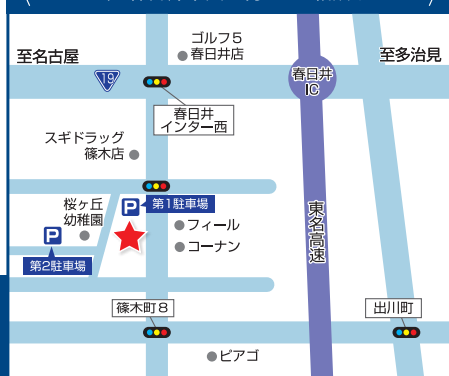 ゴルフ5
春日井店
至名古屋
至多治見
19
春日井
IC
春日井
インター西
スギドラッグ
篠木店
桜ヶ丘
幼稚園
P
第1駐車場
P
第2駐車場
フィール
コーナン
東名高速
篠木町8
出川町
ピアゴ